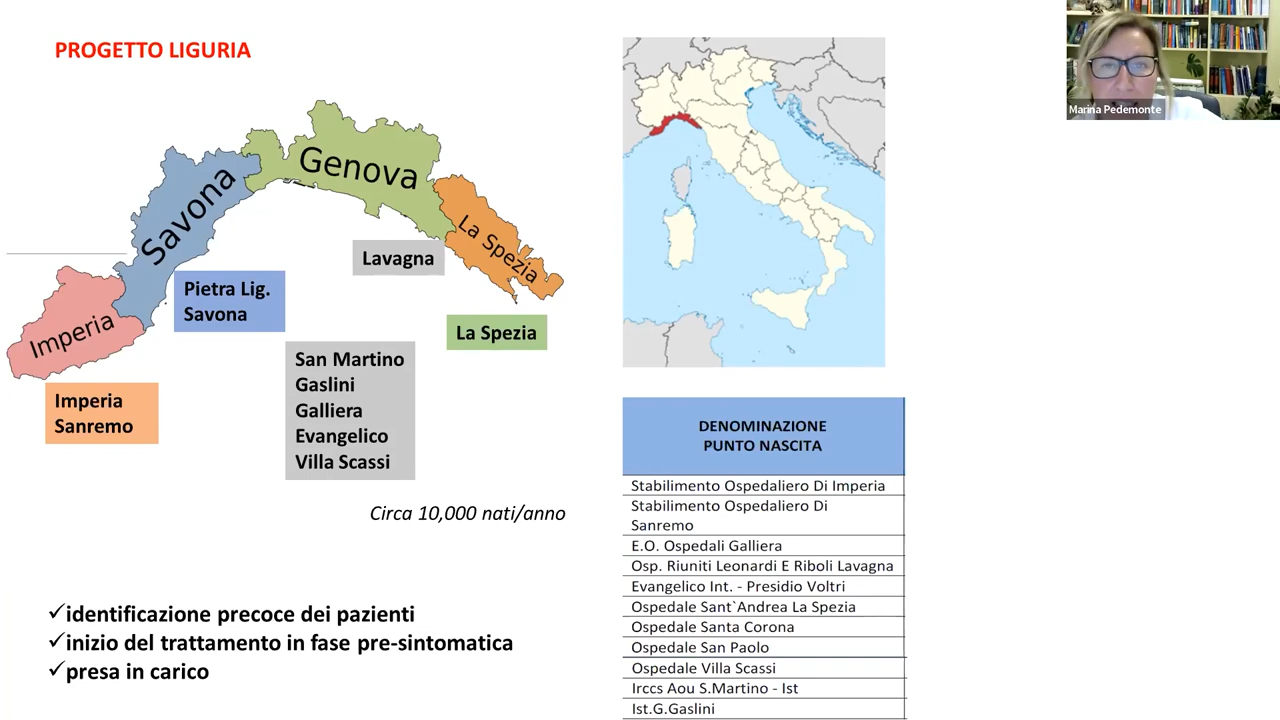 PROGETTO LIGURIA
Marina Pedemonte
Genova
Savona
La Spezia
Imperia
Lavagna
Pietra Lig.
Savona
La Spezia
San Martino
Gaslini
Galliera
Evangelico
Villa Scassi
Imperia
Sanremo
Circa 10,000 nati/anno
✓identificazione precoce dei pazienti
✓inizio del trattamento in fase pre-sintomatica
✓presa in carico
DENOMINAZIONE
PUNTO NASCITA
Stabilimento Ospedaliero Di Imperia
Stabilimento Ospedaliero Di
Sanremo
E.O. Ospedali Galliera
Osp. Riuniti Leonardi E Riboli Lavagna
Evangelico Int. - Presidio Voltri
Ospedale Sant`Andrea La Spezia
Ospedale Santa Corona
Ospedale San Paolo
Ospedale Villa Scassi
Irccs Aou S.Martino - Ist
Ist.G.Gaslini